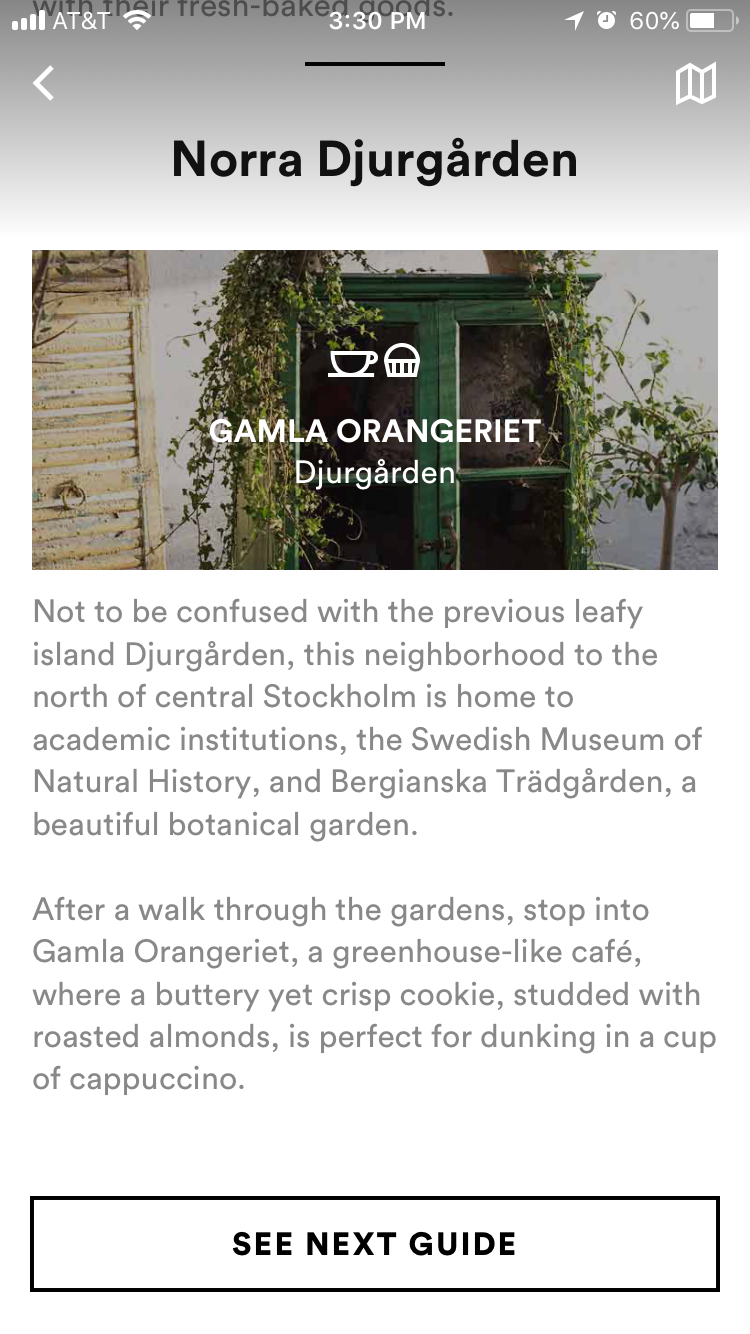 with their fresh-baked goods.
AT&T 3:30 PM 60%
Norra Djurgården
GAMLA ORANGERIET
Djurgården
Not to be confused with the previous leafy
island Djurgården, this neighborhood to the
north of central Stockholm is home to
academic institutions, the Swedish Museum of
Natural History, and Bergianska Trädgården, a
beautiful botanical garden.
After a walk through the gardens, stop into
Gamla Orangeriet, a greenhouse-like café,
where a buttery yet crisp cookie, studded with
roasted almonds, is perfect for dunking in a cup
of cappuccino.
SEE NEXT GUIDE